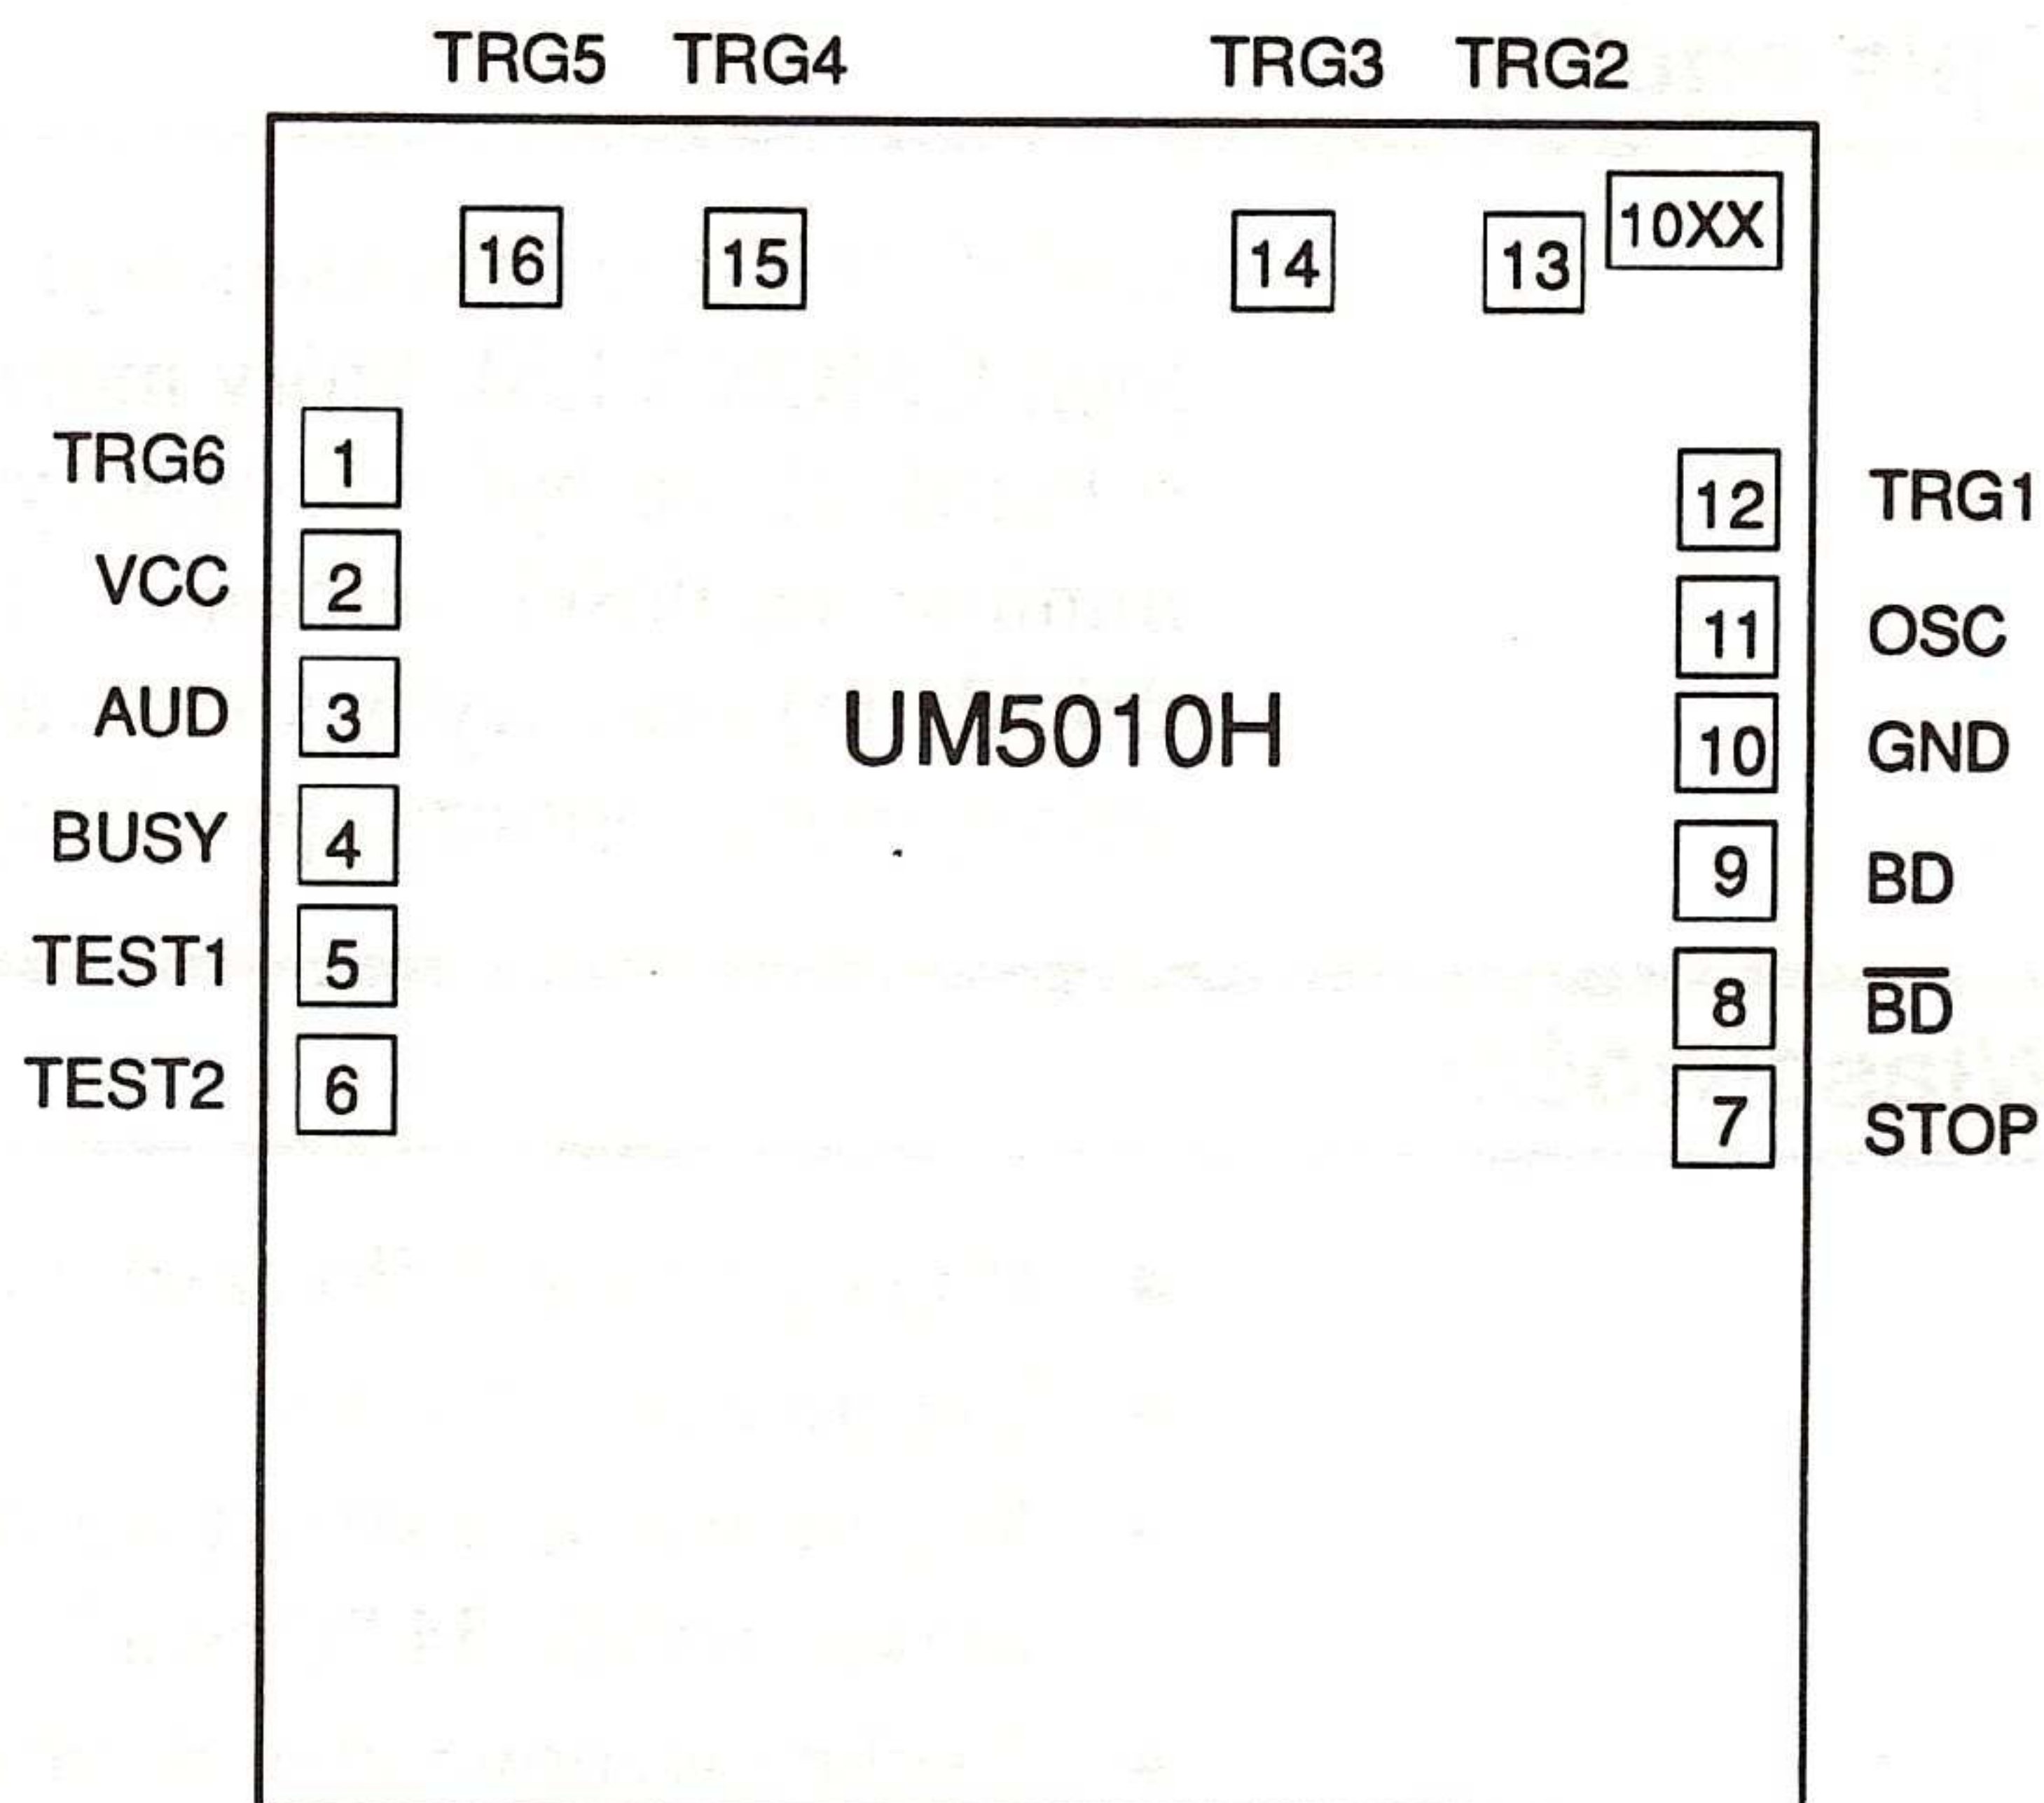 TRG5 TRG4 TRG3 TRG2
10XX
16 15 14 13
TRG6 1
12 TRG1
VCC 2
11 OSC
AUD 3
UM5010H
10 GND
BUSY 4
9 BD
TEST1 5
8 B̅D̅
TEST2 6
7 STOP